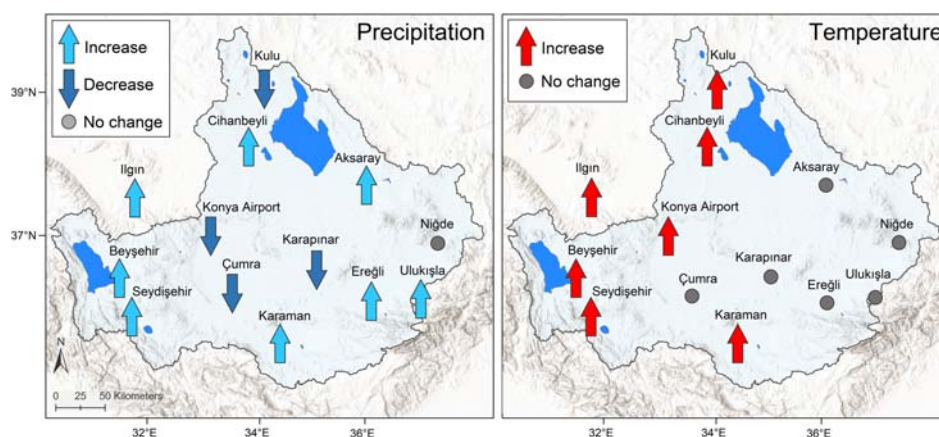 Precipitation
Increase
Decrease
No change
Kulu
39°N
Cihanbeyli
Aksaray
Ilgın
Konya Airport
Niğde
37°N
Beyşehir
Karapınar
Çumra
Ereğli
Ulukışla
Seydişehir
Karaman
N
0 25 50 Kilometers
32°E
34°E
36°E
Temperature
Increase
No change
Kulu
Cihanbeyli
Aksaray
Ilgın
Konya Airport
Niğde
Beyşehir
Karapınar
Çumra
Ulukışla
Ereğli
Seydişehir
Karaman
32°E
34°E
36°E